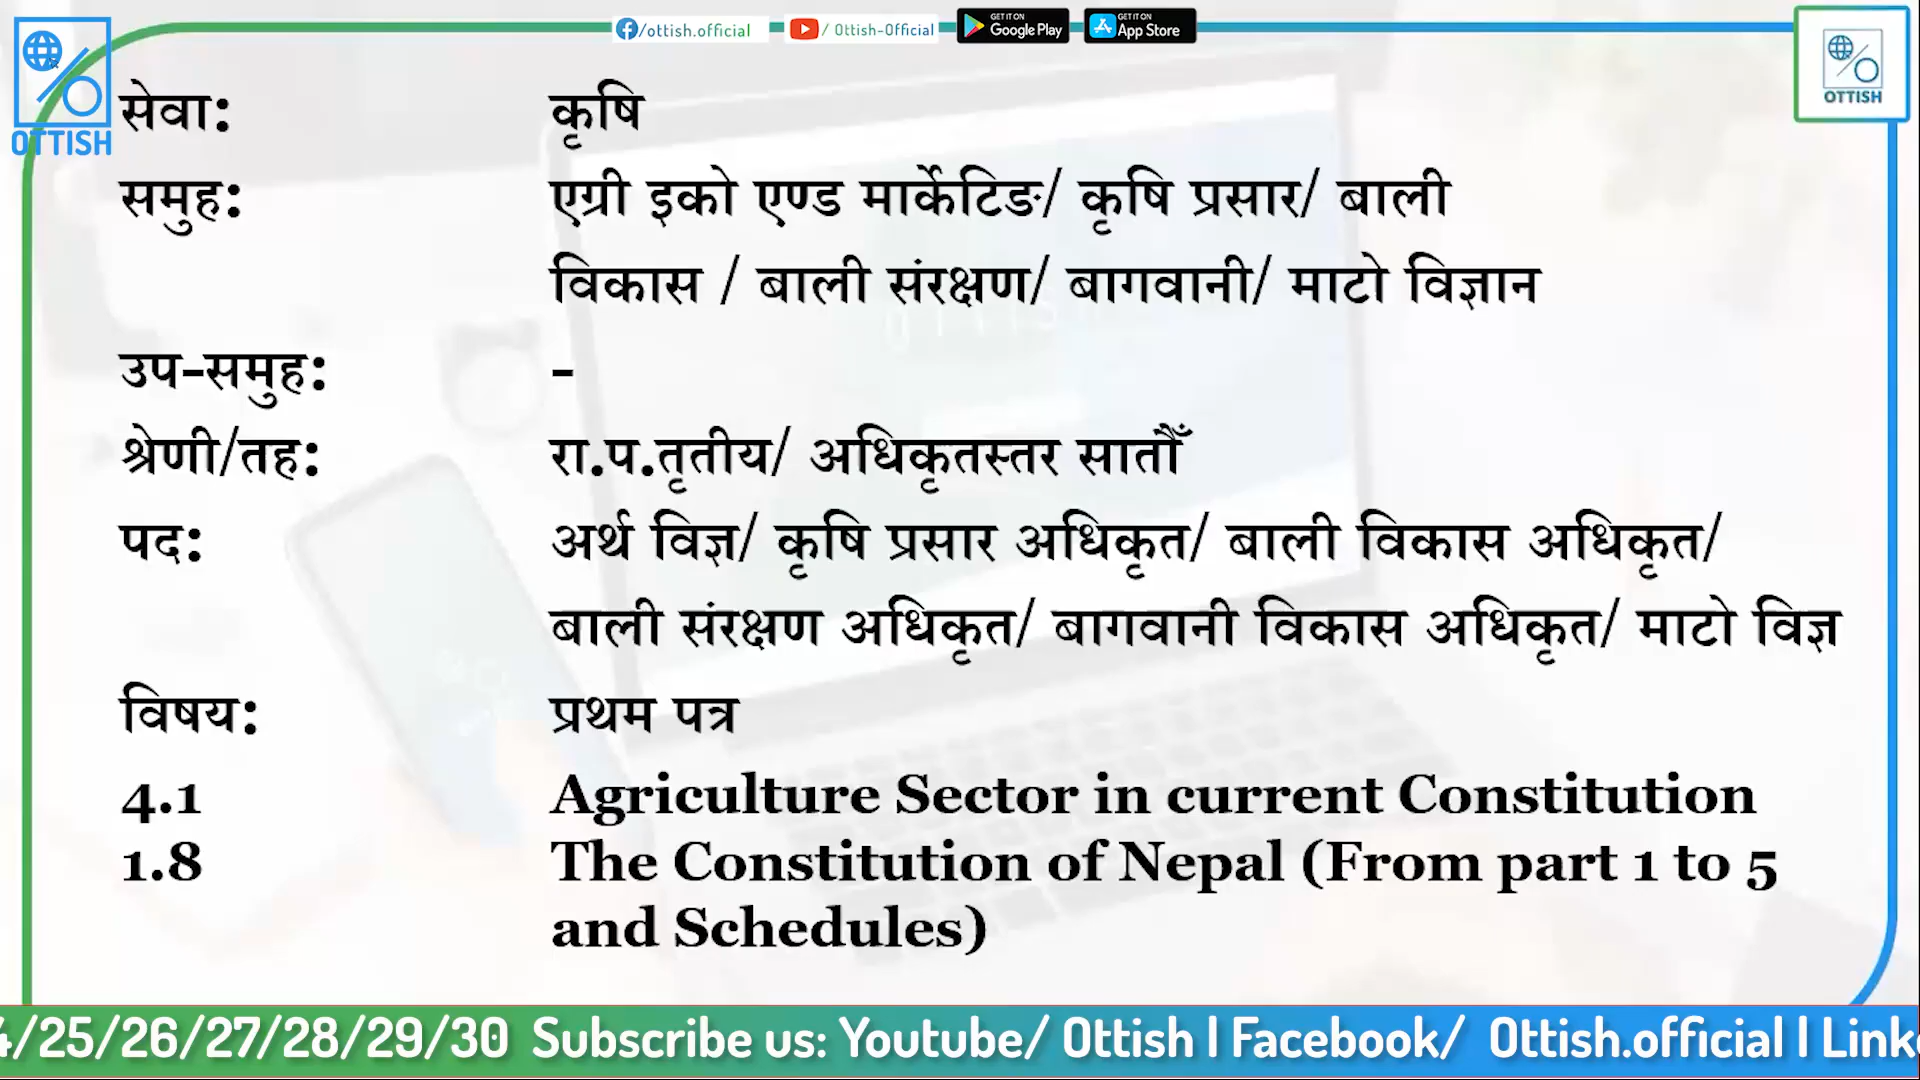 /ottish.official / Ottish-Official GET IT ON Google Play GET IT ON App Store
OTTISH
OTTISH
सेवा: कृषि
समुह: एग्री इको एण्ड मार्केटिङ/ कृषि प्रसार/ बाली
विकास / बाली संरक्षण/ बागवानी/ माटो विज्ञान
उप-समुह: -
श्रेणी/तह: रा.प.तृतीय/ अधिकृतस्तर सातौँ
पद: अर्थ विज्ञ/ कृषि प्रसार अधिकृत/ बाली विकास अधिकृत/
बाली संरक्षण अधिकृत/ बागवानी विकास अधिकृत/ माटो विज्ञ
विषय: प्रथम पत्र
4.1 Agriculture Sector in current Constitution
1.8 The Constitution of Nepal (From part 1 to 5
and Schedules)
4/25/26/27/28/29/30 Subscribe us: Youtube/ Ottish | Facebook/ Ottish.official | Link